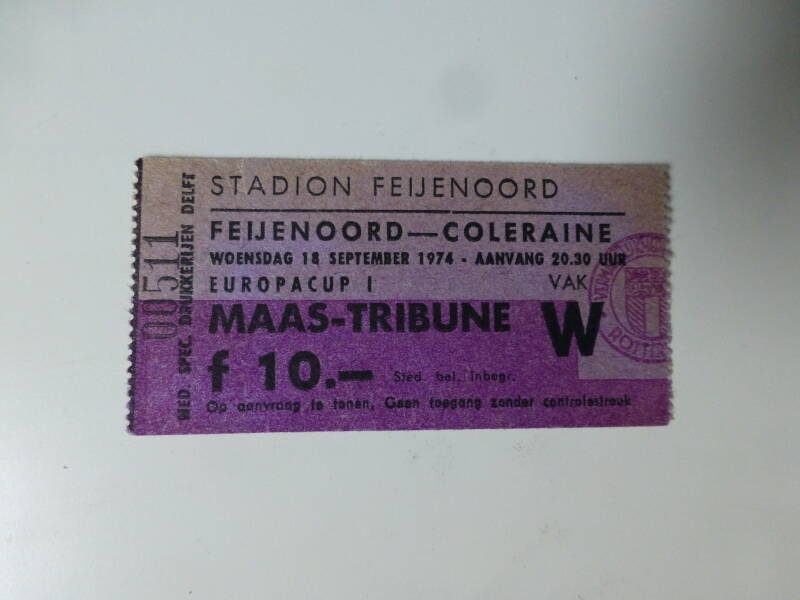 STADION FEIJENOORD
FEIJENOORD—COLERAINE
WOENSDAG 18 SEPTEMBER 1974 - AANVANG 20.30 UUR
EUROPACUP I
VAK
MAAS-TRIBUNE W
f 10.— Sted. bel. inbegr.
Op aanvraag te tonen, Geen toegang zonder controlestrook
00511
NED. SPEC. DRUKKERIJEN DELFT